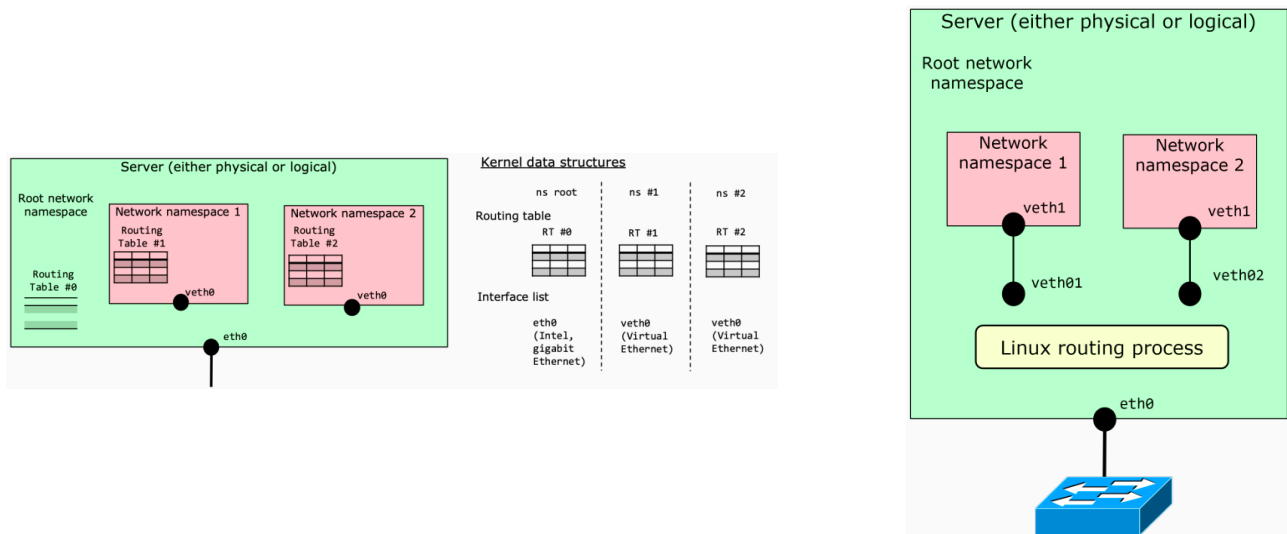 Server (either physical or logical)
Root network
namespace
Network namespace 1
Routing
Table #1
veth0
Network namespace 2
Routing
Table #2
veth0
Routing
Table #0
eth0
Kernel data structures
ns root
ns #1
ns #2
Routing table
RT #0
RT #1
RT #2
Interface list
eth0
(Intel,
gigabit
Ethernet)
veth0
(Virtual
Ethernet)
veth0
(Virtual
Ethernet)
Server (either physical or logical)
Root network
namespace
Network
namespace 1
veth1
veth01
Network
namespace 2
veth1
veth02
Linux routing process
eth0